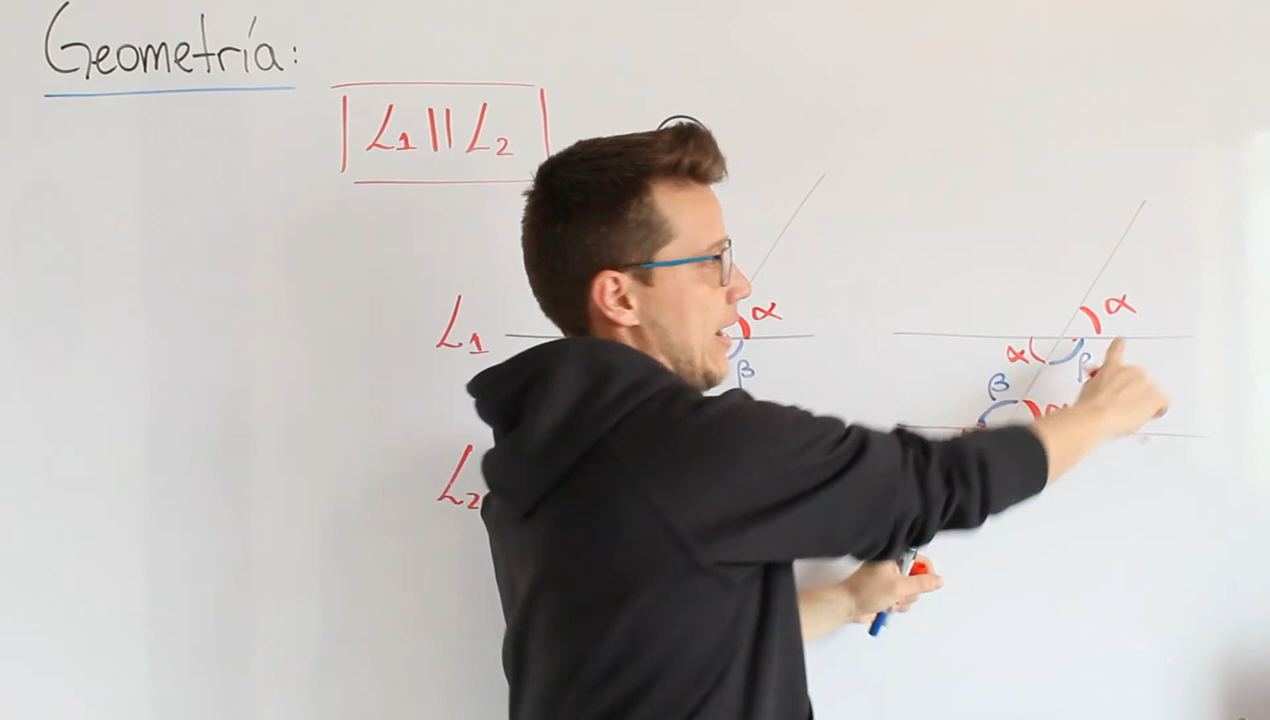 Geometría:
L₁ || L₂
L₁ α α
β α β
β α
L₂